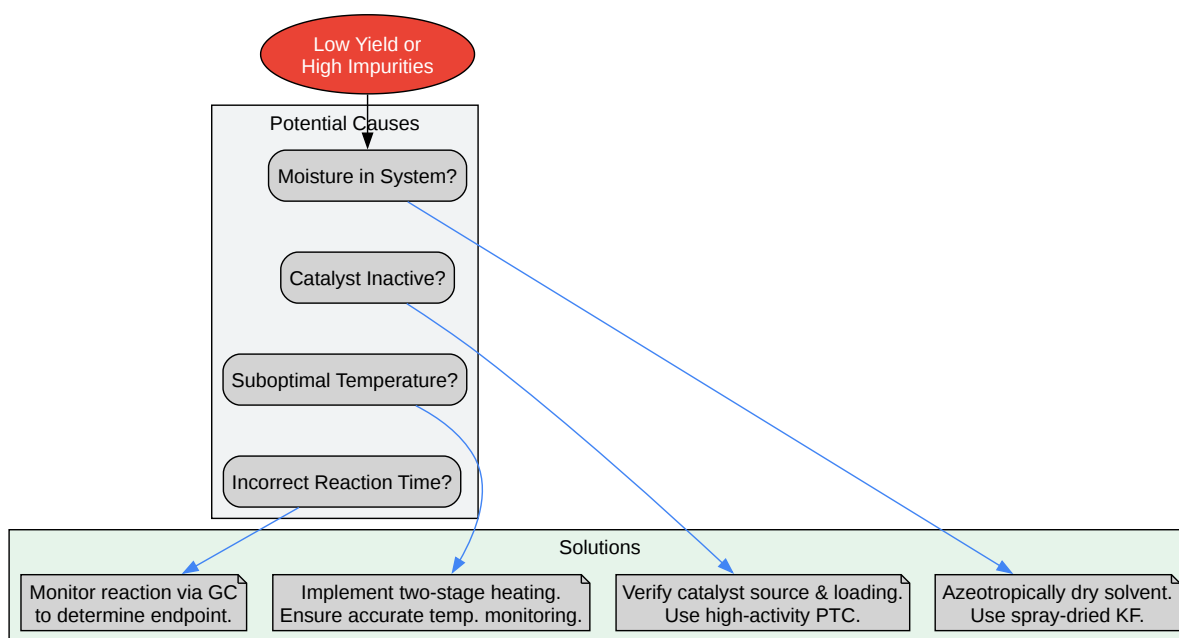 Low Yield or
High Impurities
Potential Causes
Moisture in System?
Catalyst Inactive?
Suboptimal Temperature?
Incorrect Reaction Time?
Solutions
Monitor reaction via GC
to determine endpoint.
Implement two-stage heating.
Ensure accurate temp. monitoring.
Verify catalyst source & loading.
Use high-activity PTC.
Azeotropically dry solvent.
Use spray-dried KF.